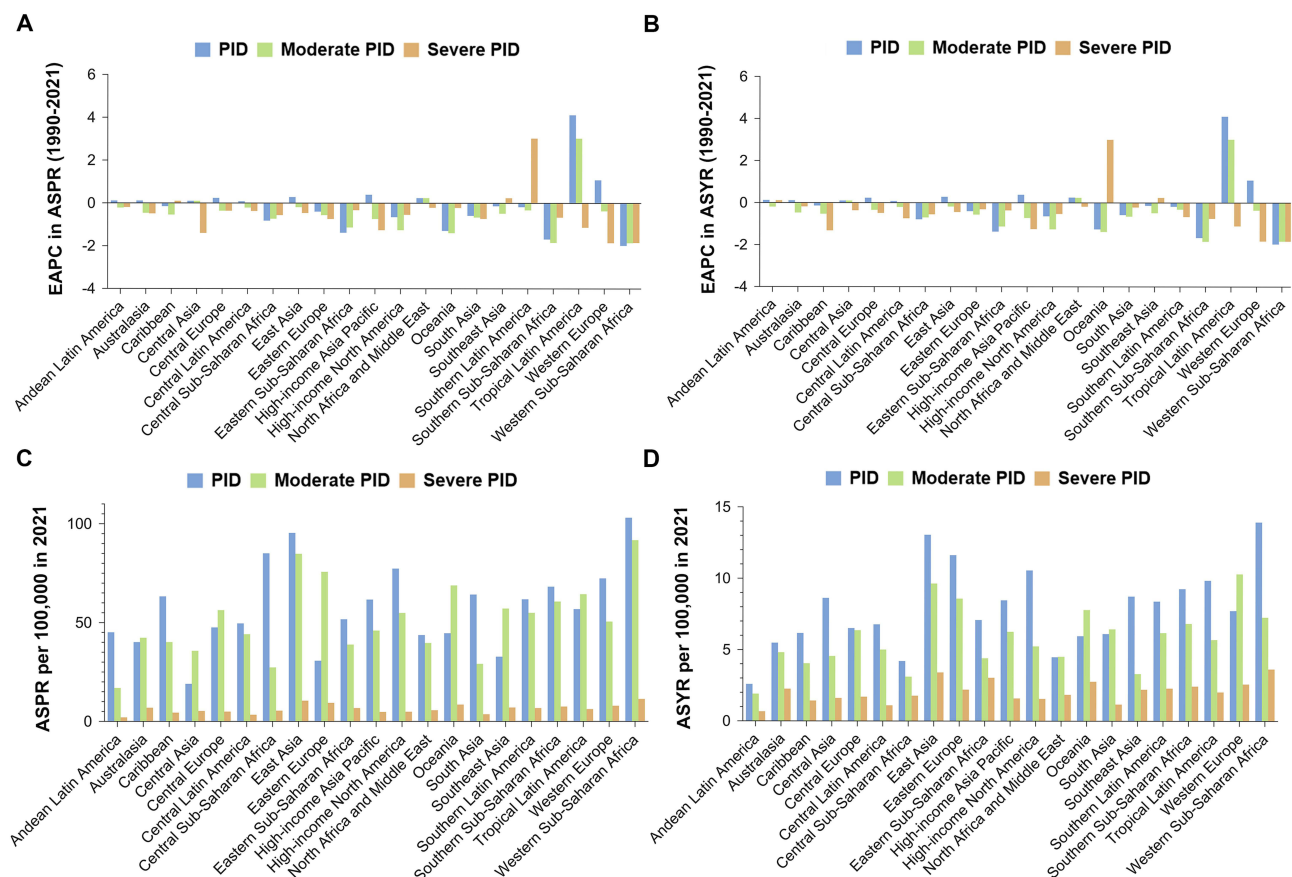 A
PID Moderate PID Severe PID
EAPC in ASPR (1990-2021)
6
4
2
0
-2
-4
Andean Latin America
Australasia
Caribbean
Central Asia
Central Europe
Central Latin America
Central Sub-Saharan Africa
East Asia
Eastern Europe
Eastern Sub-Saharan Africa
High-income Asia Pacific
High-income North America
North Africa and Middle East
Oceania
South Asia
Southeast Asia
Southern Latin America
Southern Sub-Saharan Africa
Tropical Latin America
Western Europe
Western Sub-Saharan Africa
B
PID Moderate PID Severe PID
EAPC in ASYR (1990-2021)
6
4
2
0
-2
-4
Andean Latin America
Australasia
Caribbean
Central Asia
Central Europe
Central Latin America
Central Sub-Saharan Africa
East Asia
Eastern Europe
Eastern Sub-Saharan Africa
High-income Asia Pacific
High-income North America
North Africa and Middle East
Oceania
South Asia
Southeast Asia
Southern Latin America
Southern Sub-Saharan Africa
Tropical Latin America
Western Europe
Western Sub-Saharan Africa
C
PID Moderate PID Severe PID
ASPR per 100,000 in 2021
100
50
0
Andean Latin America
Australasia
Caribbean
Central Asia
Central Europe
Central Latin America
Central Sub-Saharan Africa
East Asia
Eastern Europe
Eastern Sub-Saharan Africa
High-income Asia Pacific
High-income North America
North Africa and Middle East
Oceania
South Asia
Southeast Asia
Southern Latin America
Southern Sub-Saharan Africa
Tropical Latin America
Western Europe
Western Sub-Saharan Africa
D
PID Moderate PID Severe PID
ASYR per 100,000 in 2021
15
10
5
0
Andean Latin America
Australasia
Caribbean
Central Asia
Central Europe
Central Latin America
Central Sub-Saharan Africa
East Asia
Eastern Europe
Eastern Sub-Saharan Africa
High-income Asia Pacific
High-income North America
North Africa and Middle East
Oceania
South Asia
Southeast Asia
Southern Latin America
Southern Sub-Saharan Africa
Tropical Latin America
Western Europe
Western Sub-Saharan Africa